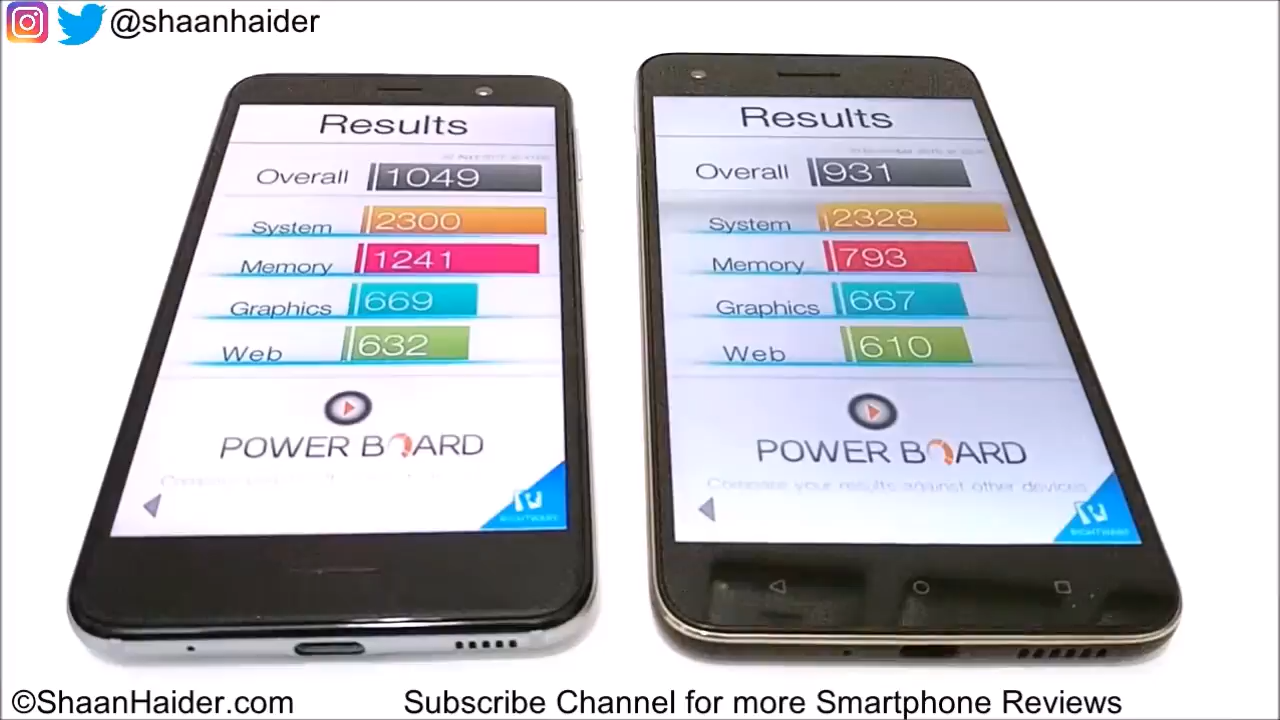 @shaanhaider
Results
Overall 1049
System 2300
Memory 1241
Graphics 669
Web 632
POWER BOARD
Results
Overall 931
System 2328
Memory 793
Graphics 667
Web 610
POWER BOARD
Compare your results against other devices
©ShaanHaider.com
Subscribe Channel for more Smartphone Reviews